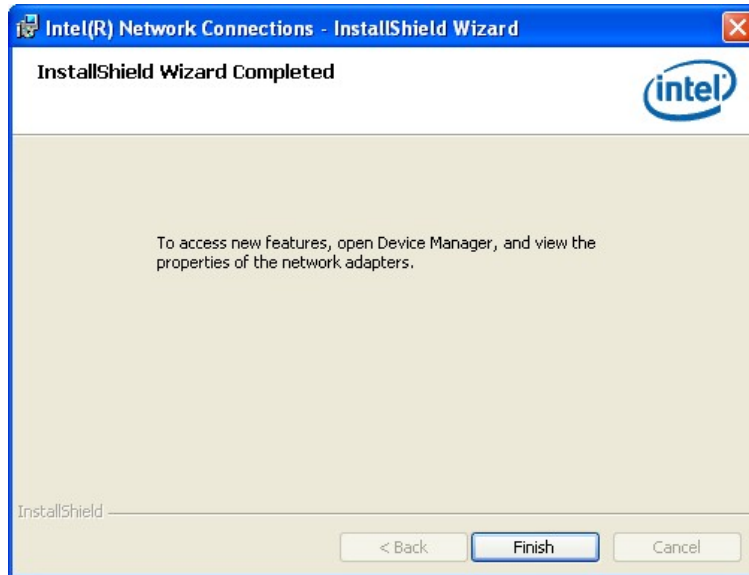 Intel(R) Network Connections - InstallShield Wizard
InstallShield Wizard Completed
intel
To access new features, open Device Manager, and view the
properties of the network adapters.
InstallShield
< Back
Finish
Cancel